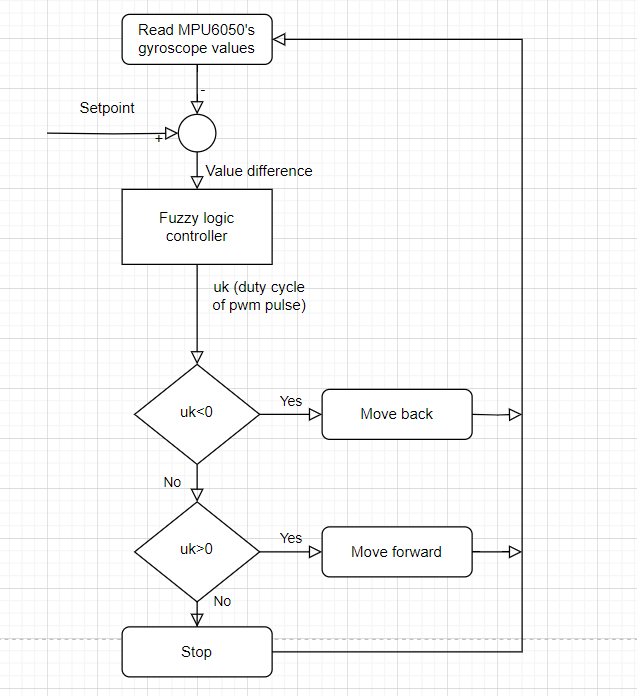 Read MPU6050's
gyroscope values
-
Setpoint
+
Value difference
Fuzzy logic
controller
uk (duty cycle
of pwm pulse)
uk<0
Yes
Move back
No
uk>0
Yes
Move forward
No
Stop